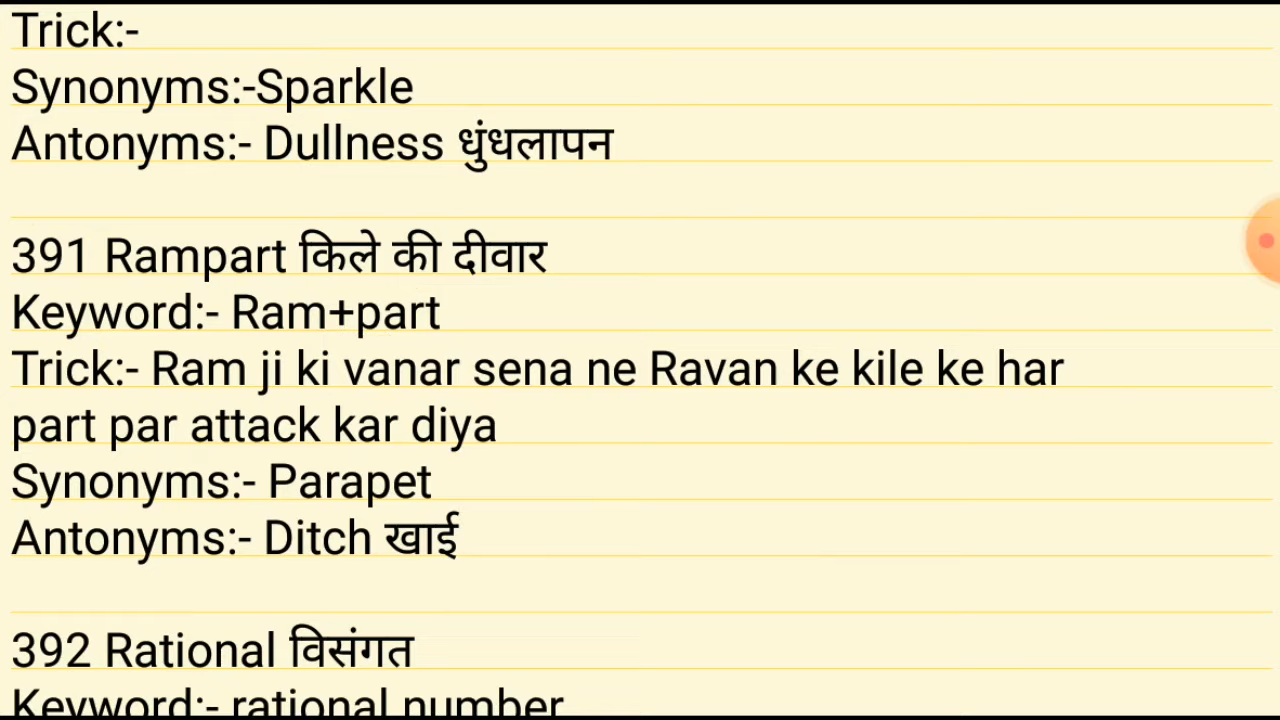 Trick:-
Synonyms:-Sparkle
Antonyms:- Dullness धुंधलापन
391 Rampart किले की दीवार
Keyword:- Ram+part
Trick:- Ram ji ki vanar sena ne Ravan ke kile ke har
part par attack kar diya
Synonyms:- Parapet
Antonyms:- Ditch खाई
392 Rational विसंगत
Keyword:- rational number